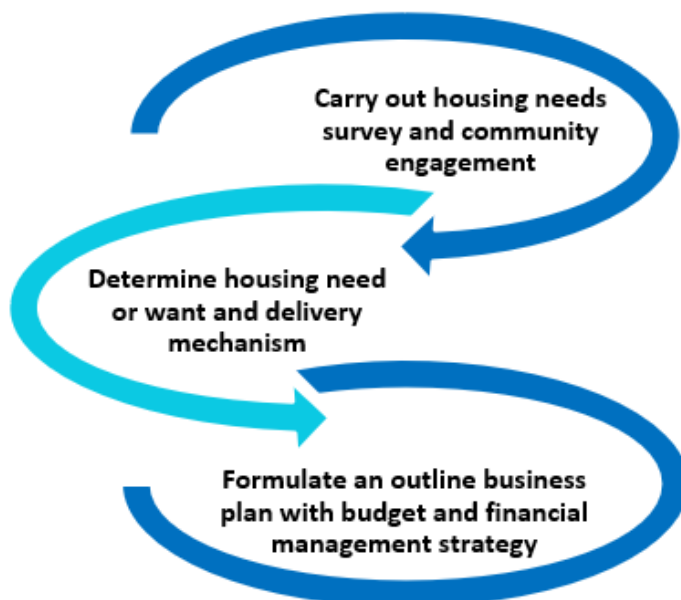 Carry out housing needs
survey and community
engagement
Determine housing need
or want and delivery
mechanism
Formulate an outline business
plan with budget and financial
management strategy